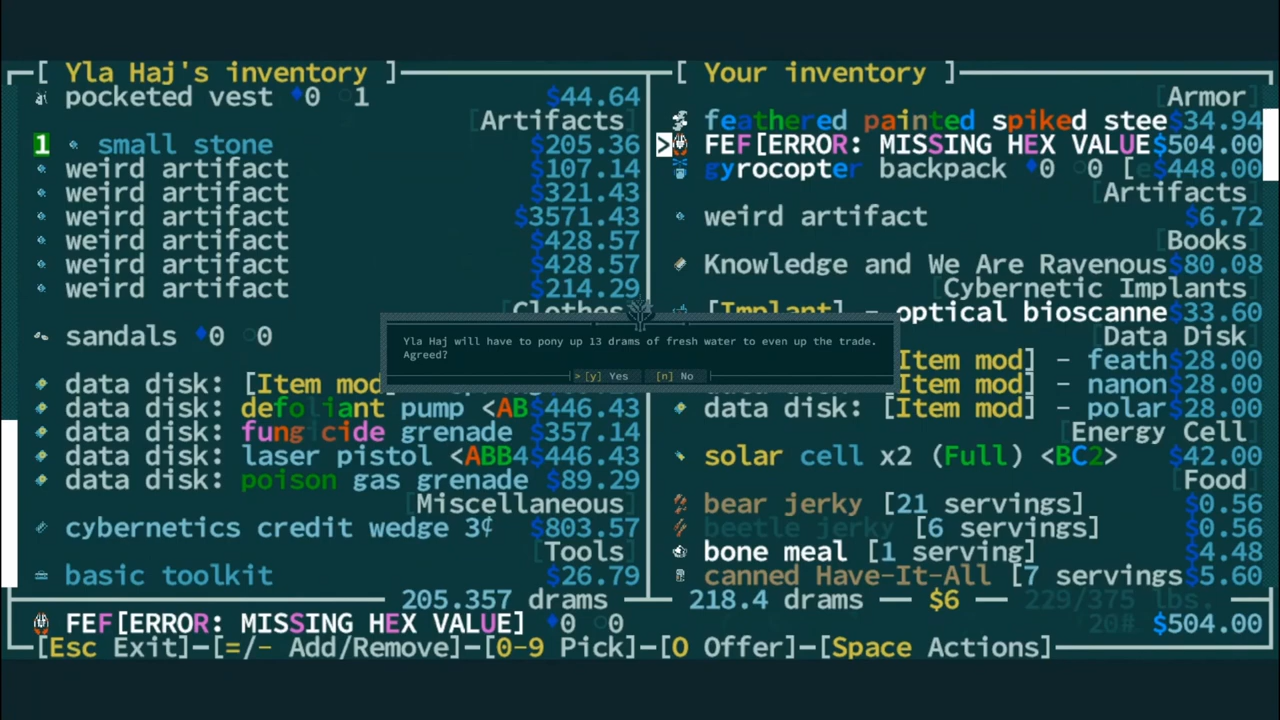 [ Yla Haj's inventory ]
pocketed vest ♦0 ○1 $44.64
[Artifacts]
1 small stone $205.36
weird artifact $107.14
weird artifact $321.43
weird artifact $3571.43
weird artifact $428.57
weird artifact $428.57
weird artifact $214.29
[Clothes
sandals ♦0 ○0
data disk: [Item mod
data disk: defoliant pump <AB $446.43
data disk: fungicide grenade $357.14
data disk: laser pistol <ABB4 $446.43
data disk: poison gas grenade $89.29
[Miscellaneous]
cybernetics credit wedge 3¢ $803.57
[Tools]
basic toolkit $26.79
205.357 drams
[ Your inventory ]
[Armor]
feathered painted spiked stee $34.94
> FEF[ERROR: MISSING HEX VALUE $504.00
gyrocopter backpack ♦0 ○0 [e $448.00
[Artifacts]
weird artifact $6.72
[Books]
Knowledge and We Are Ravenous $80.08
[Cybernetic Implants]
[Implant] - optical bioscanne $33.60
[Data Disk]
[Item mod] - feath $28.00
[Item mod] - nanon $28.00
data disk: [Item mod] - polar $28.00
[Energy Cell]
solar cell x2 (Full) <BC2> $42.00
[Food]
bear jerky [21 servings] $0.56
beetle jerky [6 servings] $0.56
bone meal [1 serving] $4.48
canned Have-It-All [7 servings $5.60
218.4 drams $6 229/375 lbs.
Yla Haj will have to pony up 13 drams of fresh water to even up the trade.
Agreed?
> [y] Yes [n] No
FEF[ERROR: MISSING HEX VALUE] ♦0 ○0 20# $504.00
[Esc Exit]-[=/- Add/Remove]-[0-9 Pick]-[O Offer]-[Space Actions]